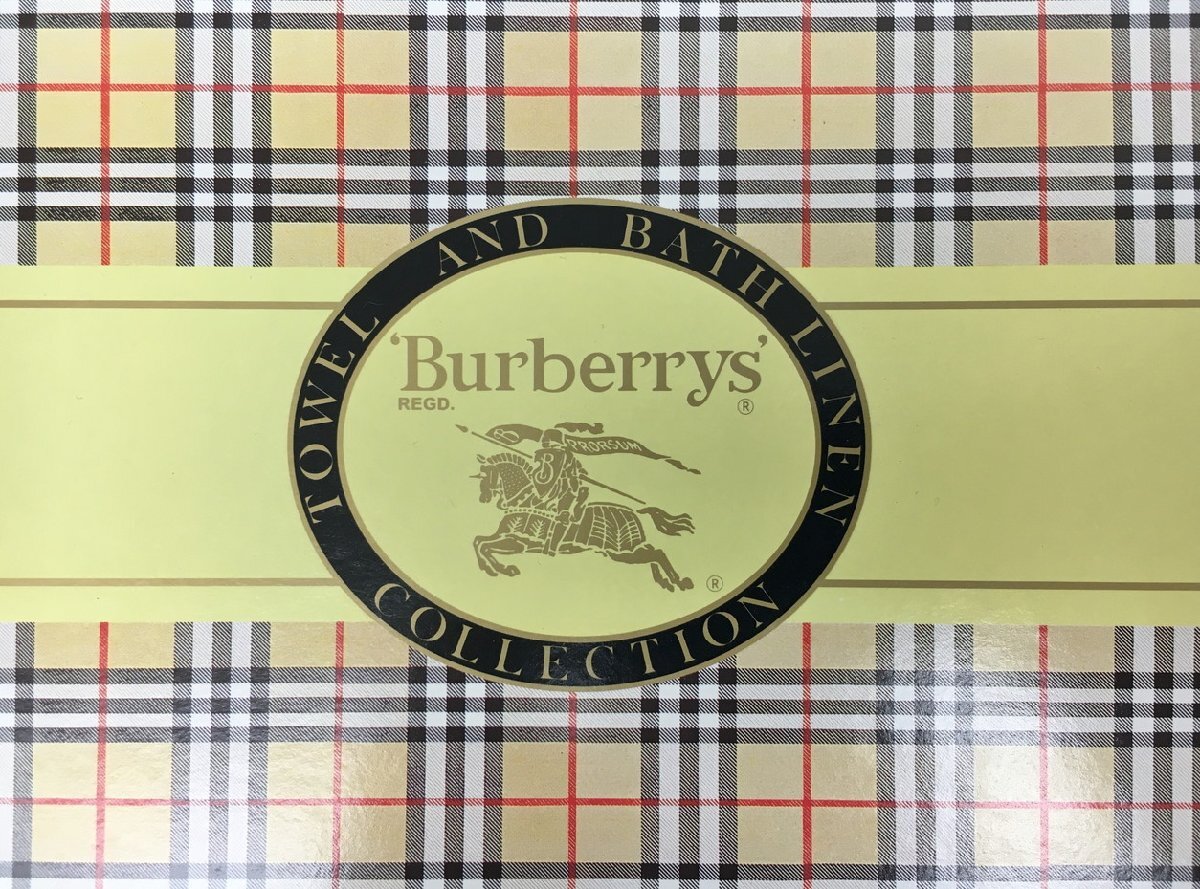 TOWEL AND BATH LINEN
'Burberrys'
REGD. ®
PRORSUM
B
®
COLLECTION